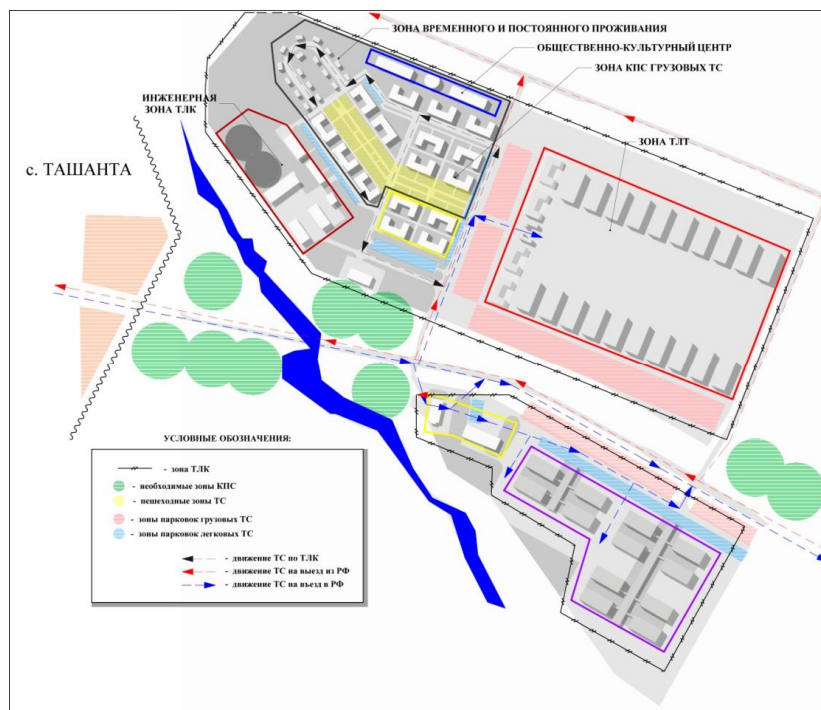 ЗОНА ВРЕМЕННОГО И ПОСТОЯННОГО ПРОЖИВАНИЯ
ОБЩЕСТВЕННО-КУЛЬТУРНЫЙ ЦЕНТР
ЗОНА КПС ГРУЗОВЫХ ТС
ИНЖЕНЕРНАЯ
ЗОНА ТЛК
ЗОНА ТЛТ
с. ТАШАНТА
УСЛОВНЫЕ ОБОЗНАЧЕНИЯ:
- зона ТЛК
- необходимые зоны КПС
- пешеходные зоны ТС
- зоны парковок грузовых ТС
- зоны парковок легковых ТС
- движение ТС по ТЛК
- движение ТС на выезд из РФ
- движение ТС на въезд в РФ